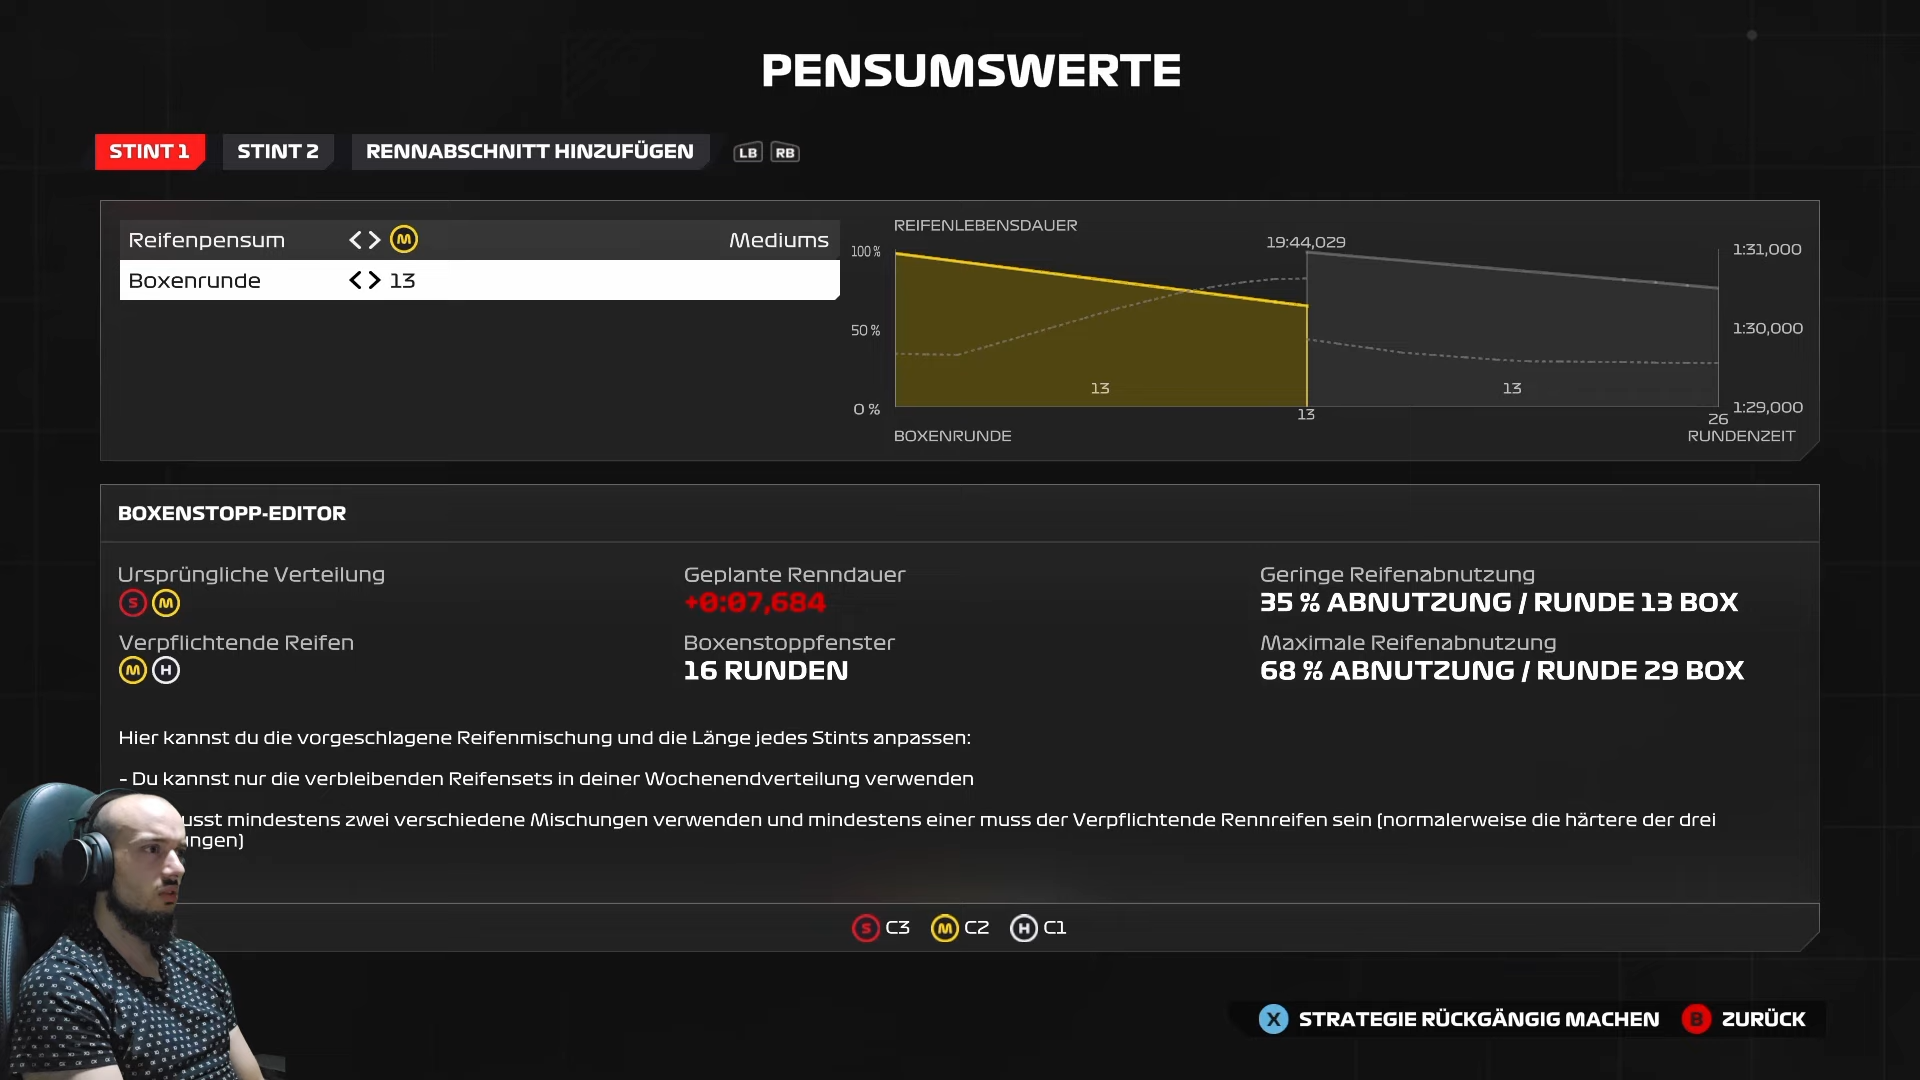 PENSUMSWERTE
STINT 1 STINT 2 RENNABSCHNITT HINZUFÜGEN LB RB
Reifenpensum < > M Mediums
Boxenrunde < > 13
REIFENLEBENSDAUER
100 %
50 %
0 %
19:44,029
1:31,000
1:30,000
1:29,000
13 13
13 26
BOXENRUNDE RUNDENZEIT
BOXENSTOPP-EDITOR
Ursprüngliche Verteilung
S M
Verpflichtende Reifen
M H
Geplante Renndauer
+0:07,684
Boxenstoppfenster
16 RUNDEN
Geringe Reifenabnutzung
35 % ABNUTZUNG / RUNDE 13 BOX
Maximale Reifenabnutzung
68 % ABNUTZUNG / RUNDE 29 BOX
Hier kannst du die vorgeschlagene Reifenmischung und die Länge jedes Stints anpassen:
- Du kannst nur die verbleibenden Reifensets in deiner Wochenendverteilung verwenden
usst mindestens zwei verschiedene Mischungen verwenden und mindestens einer muss der Verpflichtende Rennreifen sein (normalerweise die härtere der drei
ungen)
S C3 M C2 H C1
X STRATEGIE RÜCKGÄNGIG MACHEN B ZURÜCK